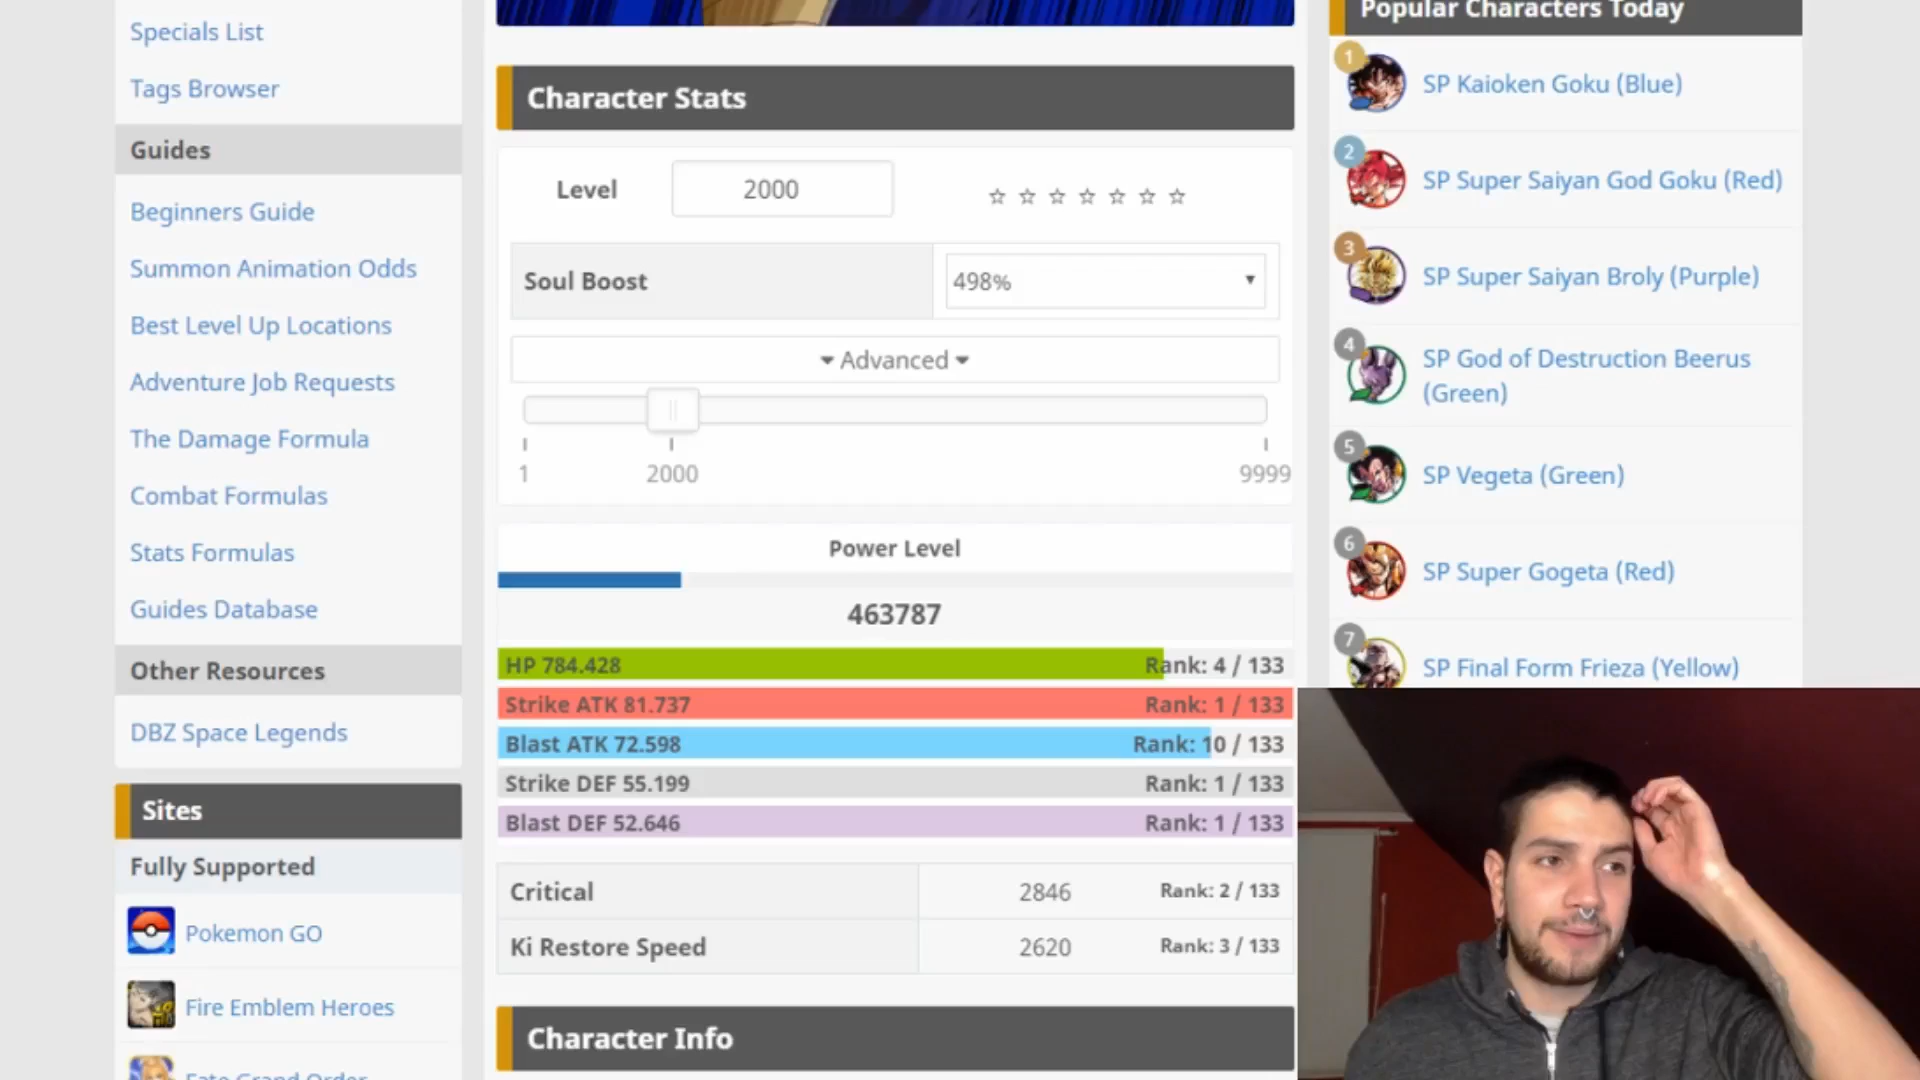 Specials List
Tags Browser
Guides
Beginners Guide
Summon Animation Odds
Best Level Up Locations
Adventure Job Requests
The Damage Formula
Combat Formulas
Stats Formulas
Guides Database
Other Resources
DBZ Space Legends
Sites
Fully Supported
Pokemon GO
Fire Emblem Heroes
Fate Grand Order
Character Stats
Level 2000
Soul Boost 498%
Advanced
1 2000 9999
Power Level
463787
HP 784.428 Rank: 4 / 133
Strike ATK 81.737 Rank: 1 / 133
Blast ATK 72.598 Rank: 10 / 133
Strike DEF 55.199 Rank: 1 / 133
Blast DEF 52.646 Rank: 1 / 133
Critical 2846 Rank: 2 / 133
Ki Restore Speed 2620 Rank: 3 / 133
Character Info
Popular Characters Today
1 SP Kaioken Goku (Blue)
2 SP Super Saiyan God Goku (Red)
3 SP Super Saiyan Broly (Purple)
4 SP God of Destruction Beerus
(Green)
5 SP Vegeta (Green)
6 SP Super Gogeta (Red)
7 SP Final Form Frieza (Yellow)